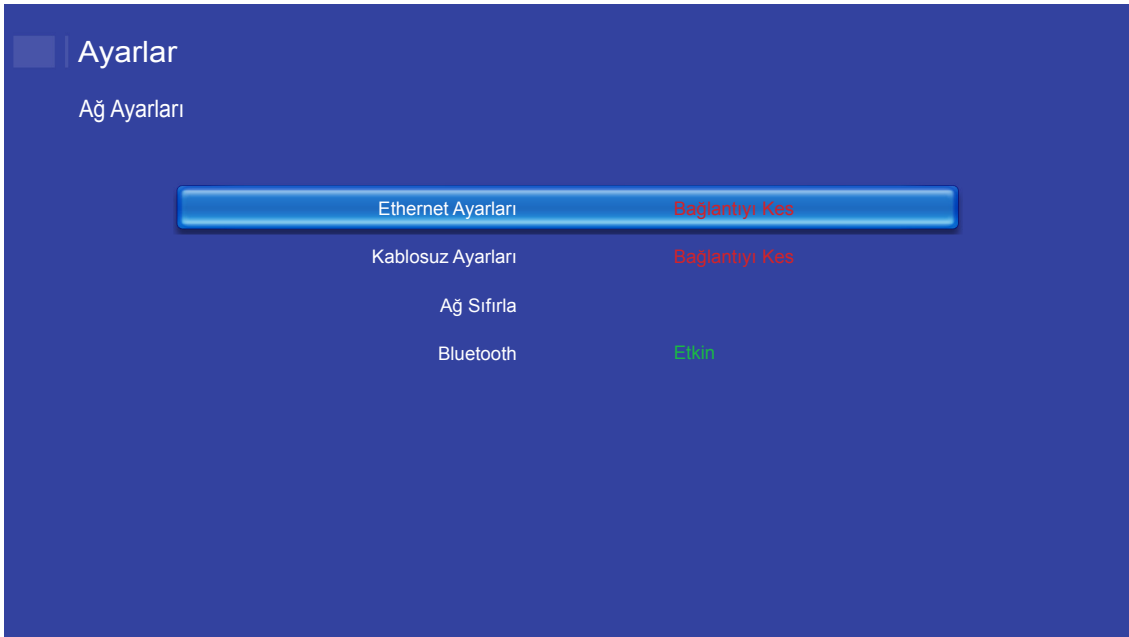 Ayarlar
Ağ Ayarları
Ethernet Ayarları Bağlantıyı Kes
Kablosuz Ayarları Bağlantıyı Kes
Ağ Sıfırla
Bluetooth Etkin